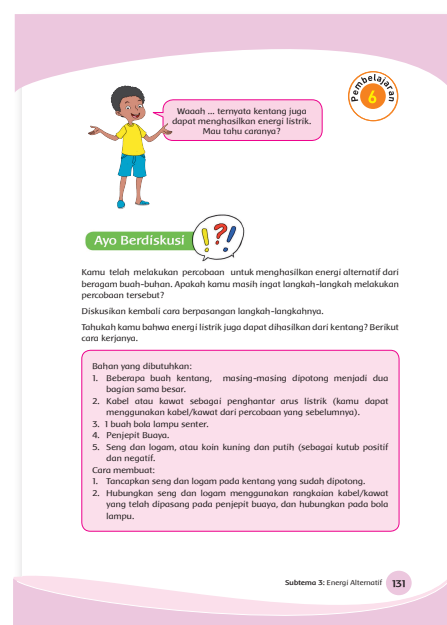 Pembelajaran
6
Waaah ... ternyata kentang juga
dapat menghasilkan energi listrik.
Mau tahu caranya?
Ayo Berdiskusi
Kamu telah melakukan percobaan untuk menghasilkan energi alternatif dari
beragam buah-buhan. Apakah kamu masih ingat langkah-langkah melakukan
percobaan tersebut?
Diskusikan kembali cara berpasangan langkah-langkahnya.
Tahukah kamu bahwa energi listrik juga dapat dihasilkan dari kentang? Berikut
cara kerjanya.
Bahan yang dibutuhkan:
1. Beberapa buah kentang, masing-masing dipotong menjadi dua
bagian sama besar.
2. Kabel atau kawat sebagai penghantar arus listrik (kamu dapat
menggunakan kabel/kawat dari percobaan yang sebelumnya).
3. 1 buah bola lampu senter.
4. Penjepit Buaya.
5. Seng dan logam, atau koin kuning dan putih (sebagai kutub positif
dan negatif.
Cara membuat:
1. Tancapkan seng dan logam pada kentang yang sudah dipotong.
2. Hubungkan seng dan logam menggunakan rangkaian kabel/kawat
yang telah dipasang pada penjepit buaya, dan hubungkan pada bola
lampu.
Subtema 3: Energi Alternatif 131